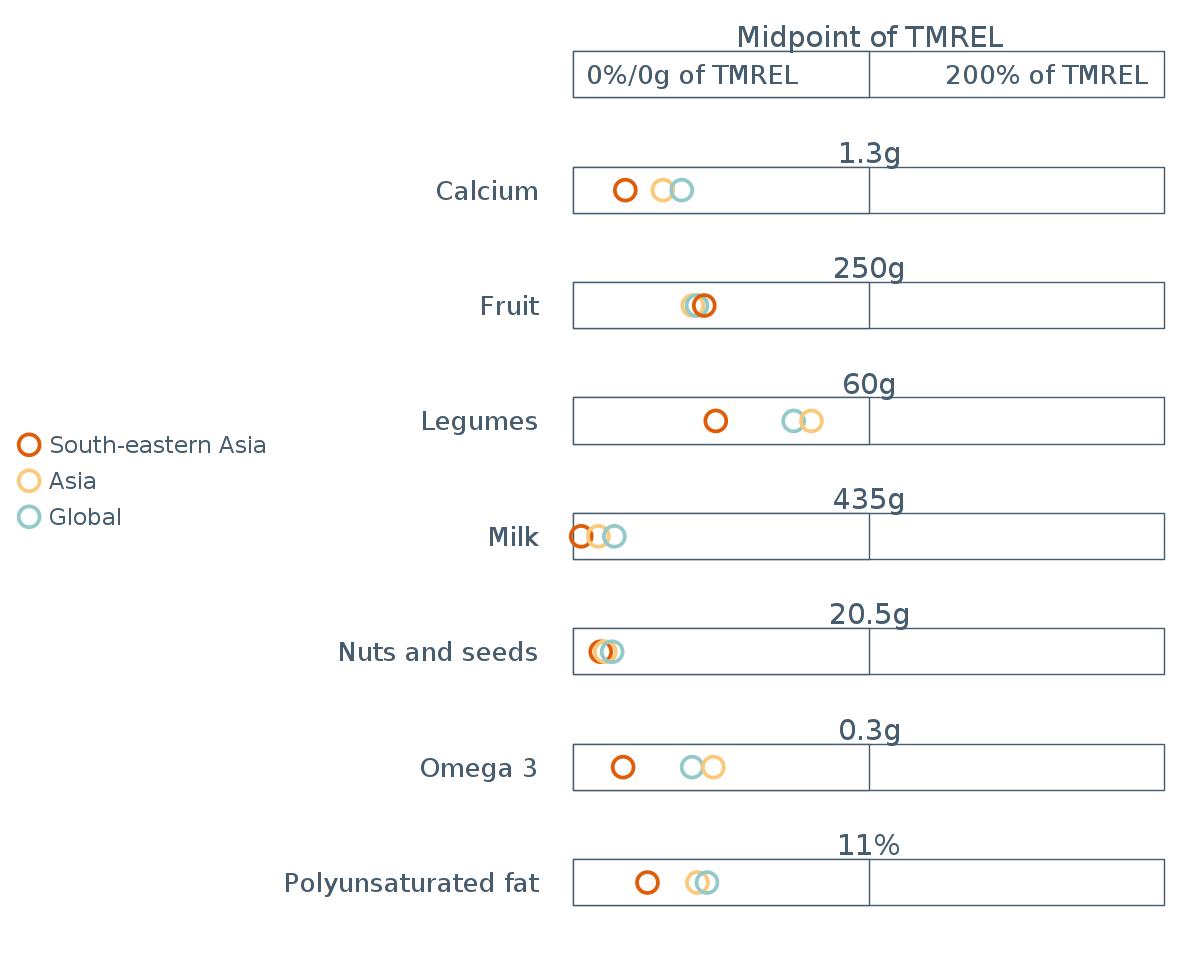 Midpoint of TMREL
0%/0g of TMREL
200% of TMREL
1.3g
Calcium
250g
Fruit
60g
Legumes
South-eastern Asia
Asia
Global
435g
Milk
20.5g
Nuts and seeds
0.3g
Omega 3
11%
Polyunsaturated fat